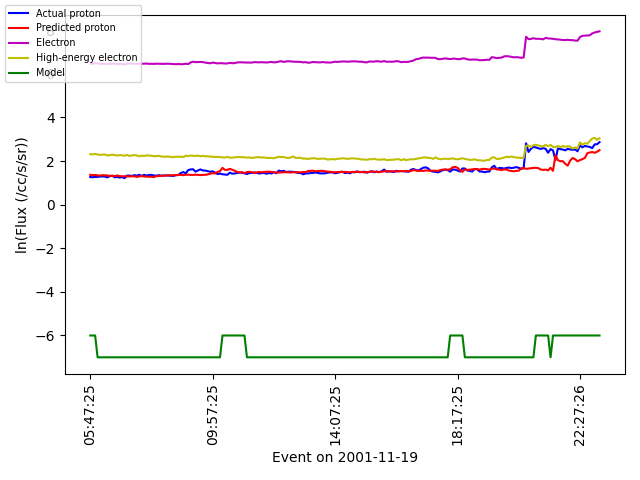 Actual proton
Predicted proton
Electron
High-energy electron
Model
4
2
0
−2
−4
−6
ln(Flux (/cc/s/sr))
05:47:25
09:57:25
14:07:25
18:17:25
22:27:26
Event on 2001-11-19